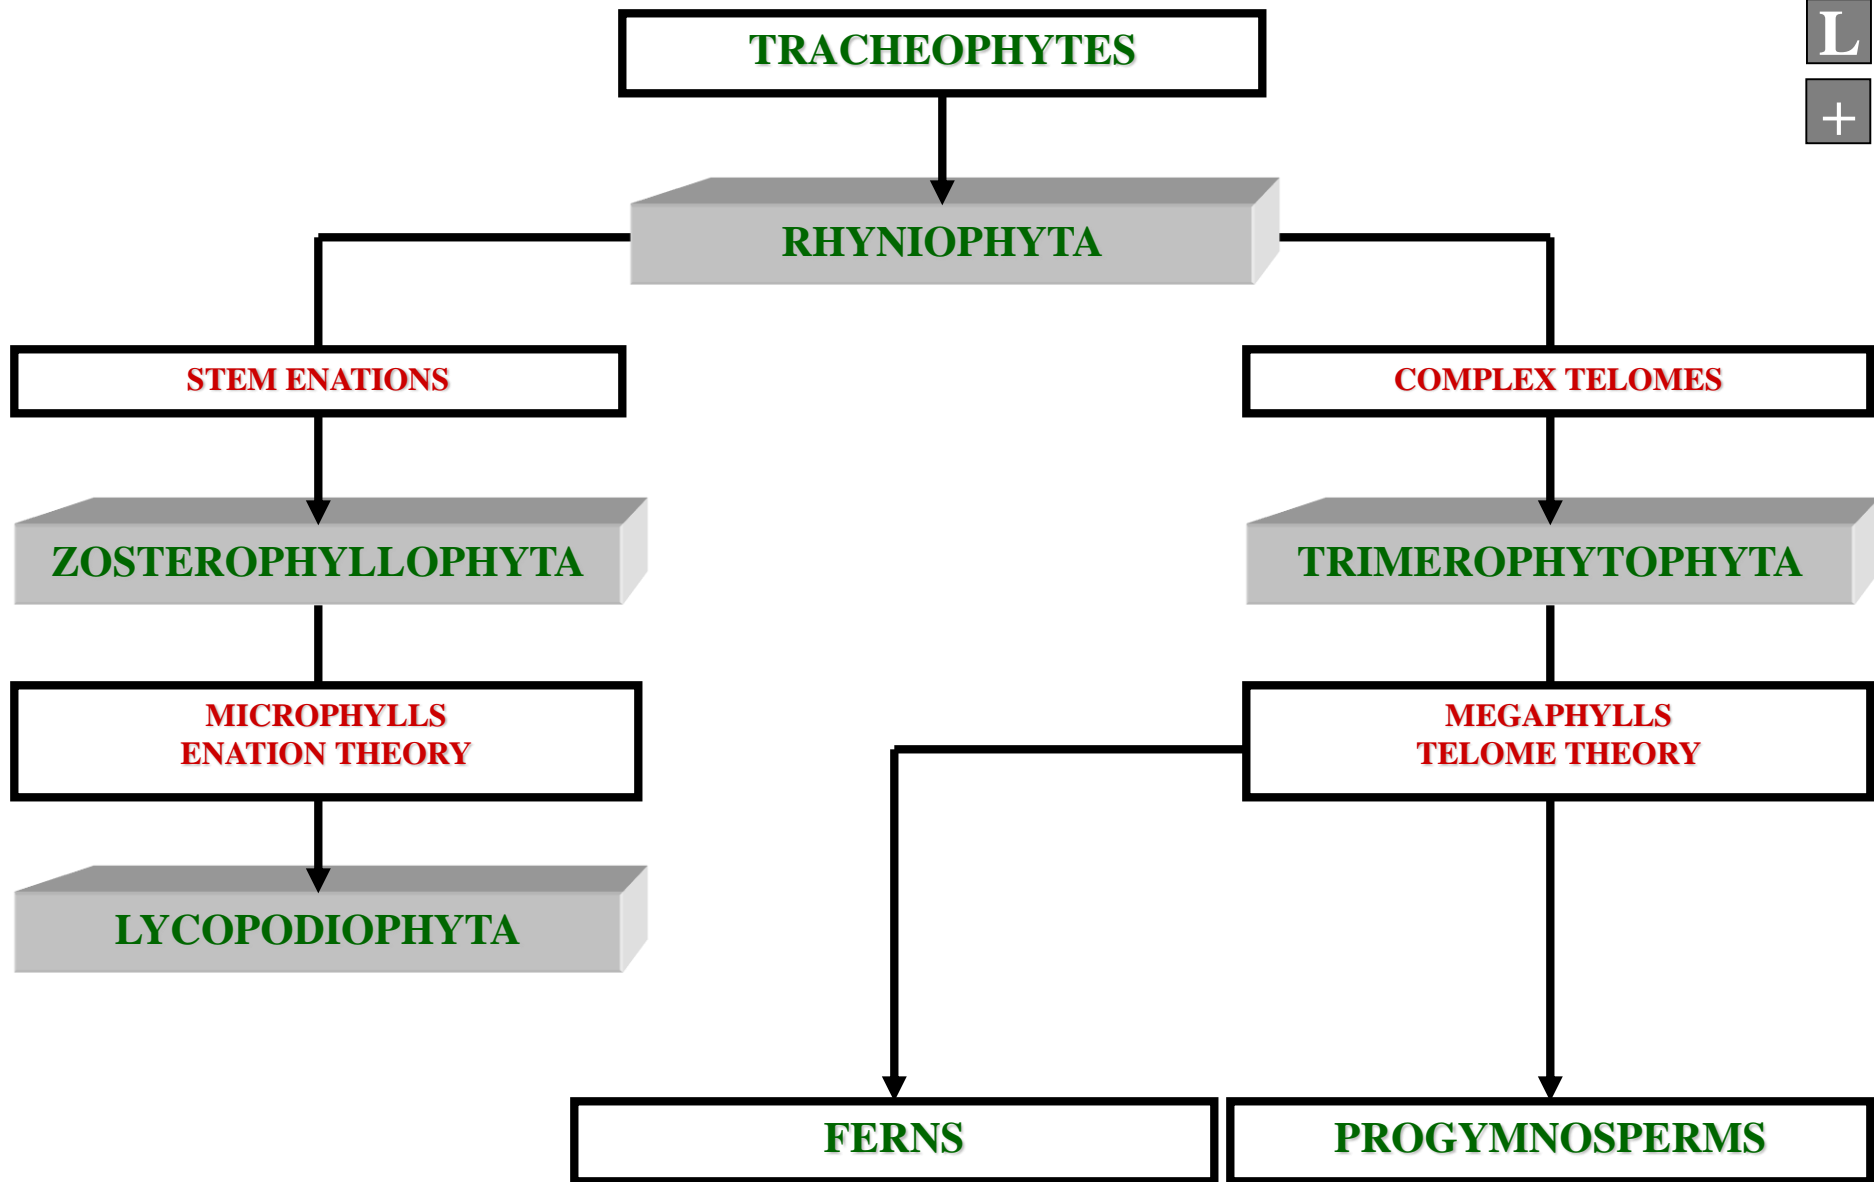 TRACHEOPHYTES
L
+
RHYNIOPHYTA
STEM ENATIONS
COMPLEX TELOMES
ZOSTEROPHYLLOPHYTA
TRIMEROPHYTOPHYTA
MICROPHYLLS
ENATION THEORY
MEGAPHYLLS
TELOME THEORY
LYCOPODIOPHYTA
FERNS
PROGYMNOSPERMS